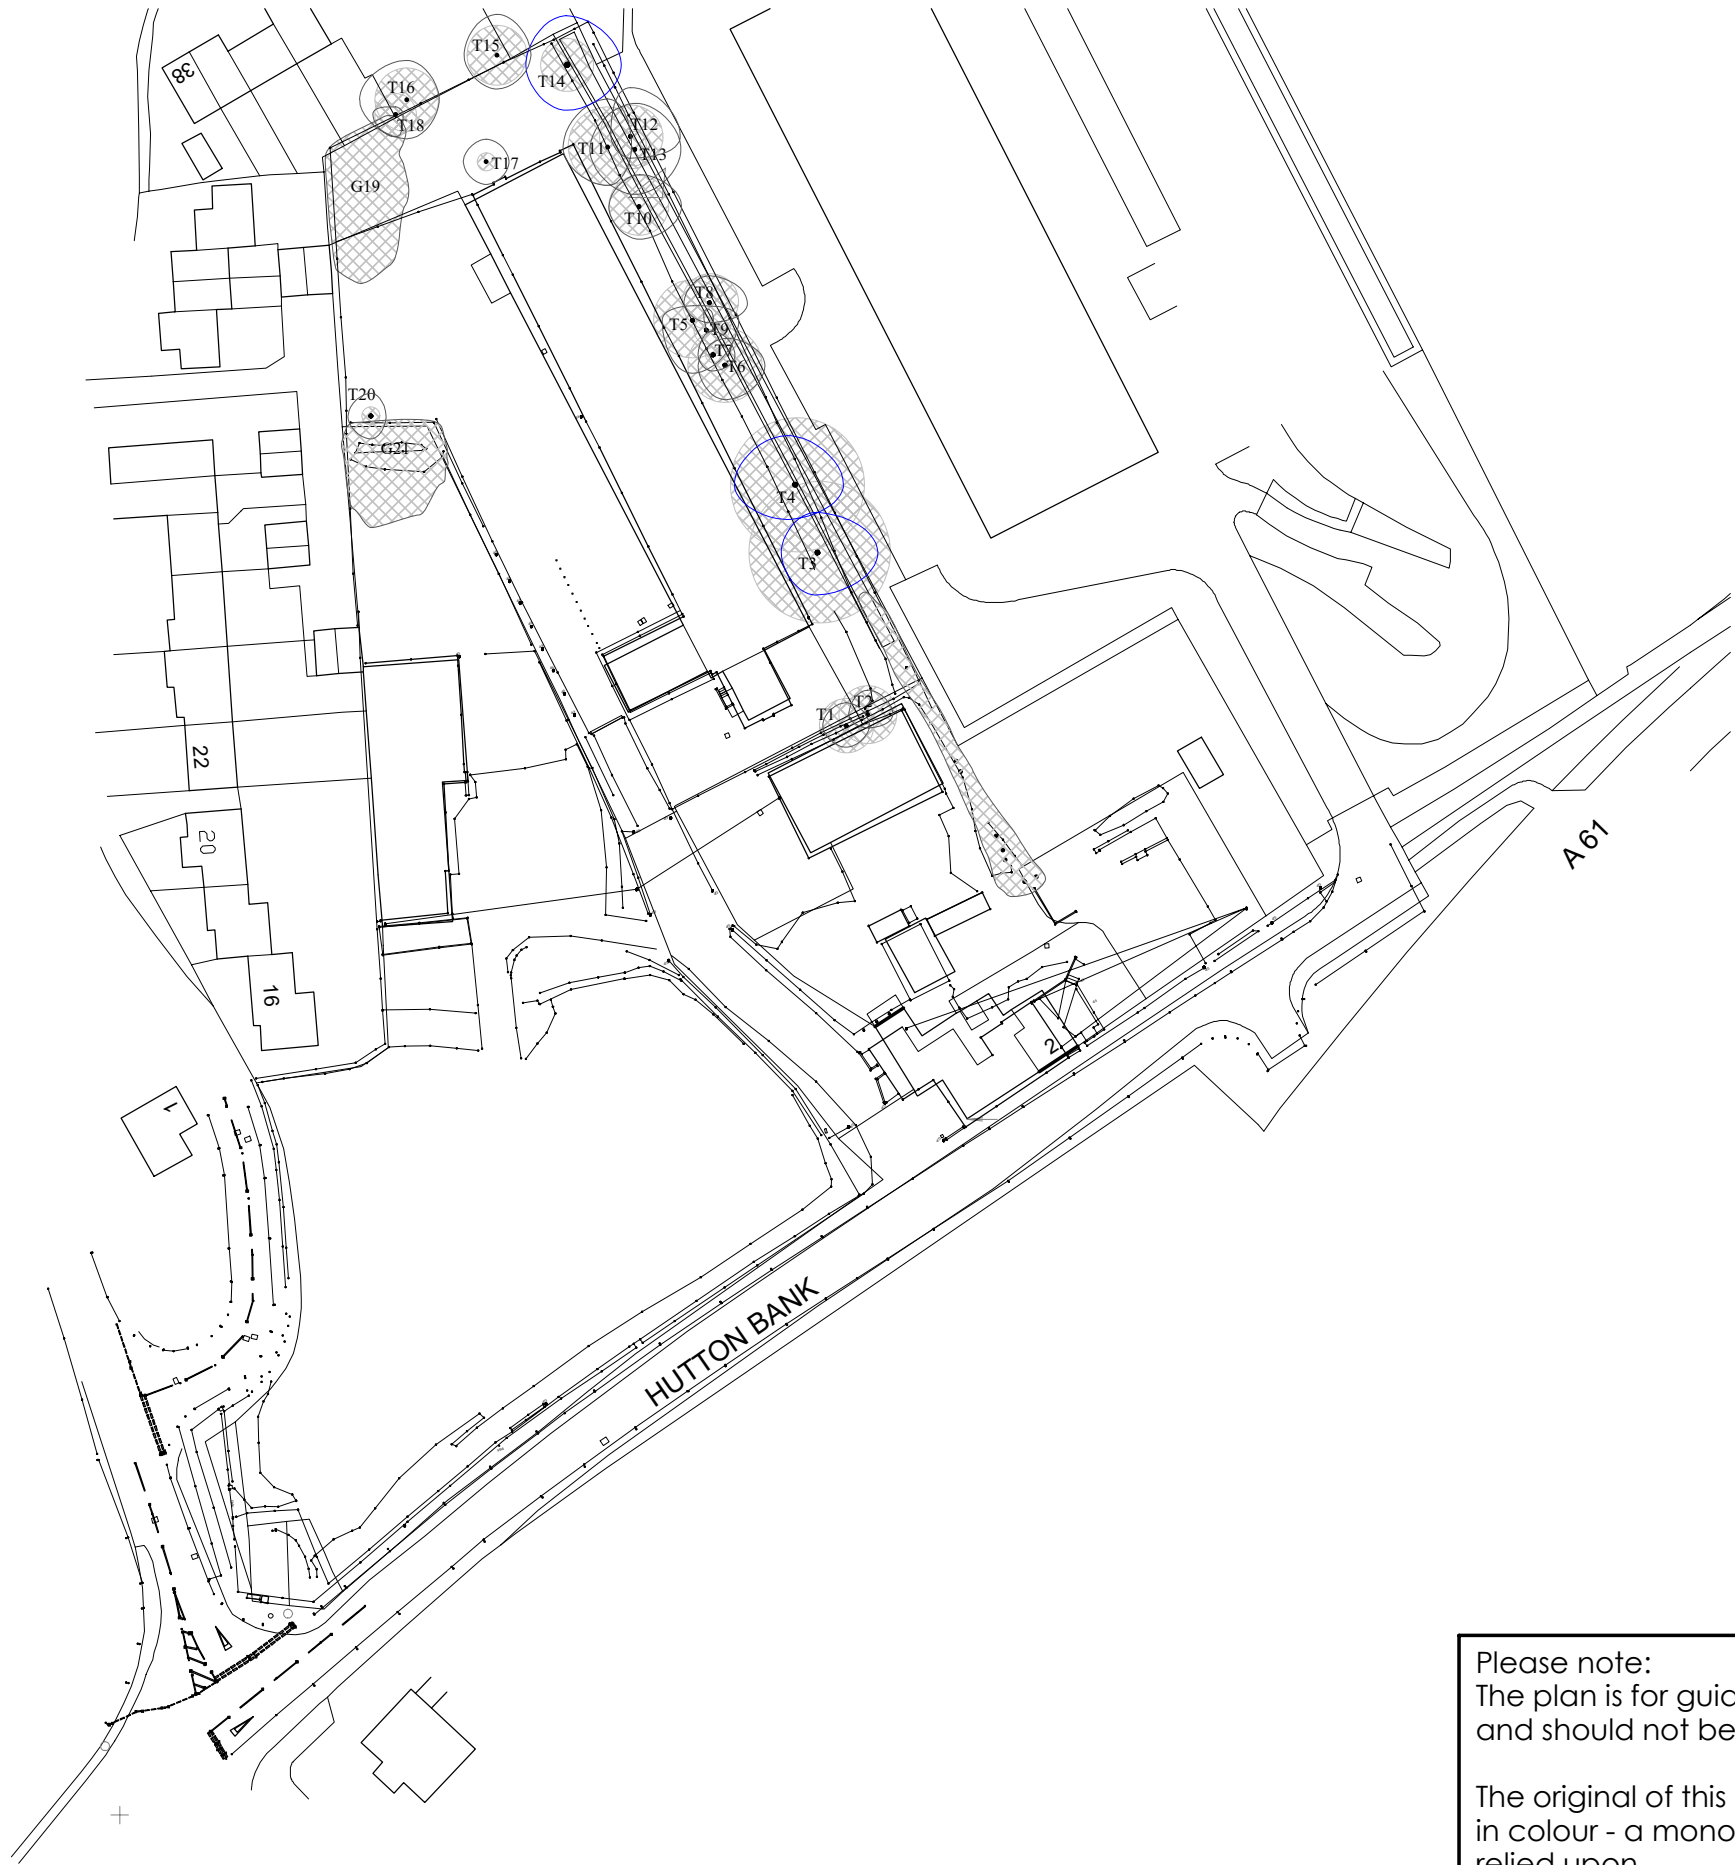 T15
38
T14
T16
T18
T12
T11
T13
T17
G19
T10
T8
T5
T9
T7
T6
T20
G21
T4
T3
T2
T1
22
20
A 61
16
2
1
HUTTON BANK
Please note:
The plan is for
and should not be
The original of this
in colour - a
relied upon